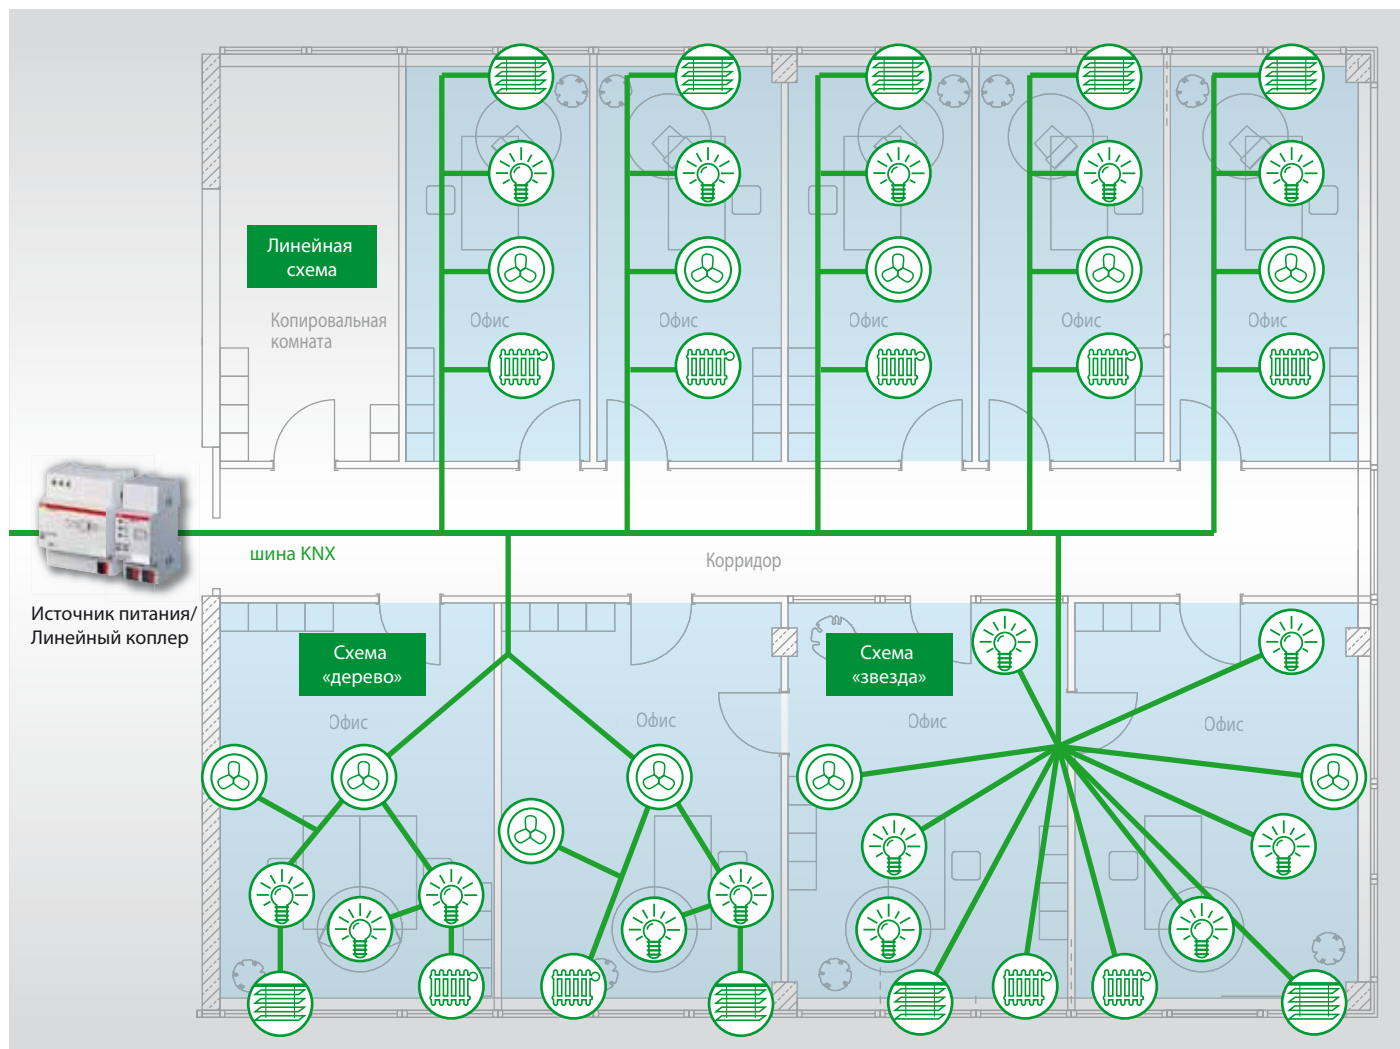 Линейная
схема
Копировальная
комната
Офис
Офис
Офис
Офис
Офис
шина KNX
Корридор
Источник питания/
Линейный коплер
Схема
«дерево»
Схема
«звезда»
Офис
Офис
Офис
Офис